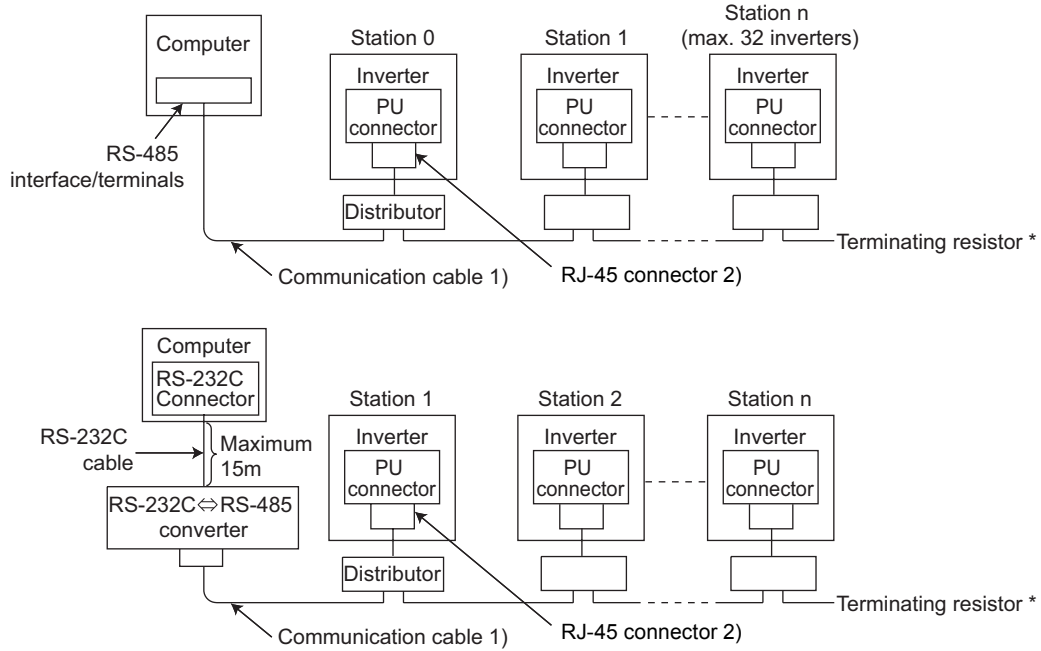 Station n
(max. 32 inverters)
Computer
Station 0
Station 1
Inverter
Inverter
Inverter
PU
connector
PU
connector
PU
connector
RS-485
interface/terminals
Distributor
Terminating resistor *
Communication cable 1)
RJ-45 connector 2)
Computer
RS-232C
Connector
Station 1
Station 2
Station n
RS-232C
cable
Maximum
15m
Inverter
Inverter
Inverter
PU
connector
PU
connector
PU
connector
RS-232C⇔RS-485
converter
Distributor
Terminating resistor *
Communication cable 1)
RJ-45 connector 2)